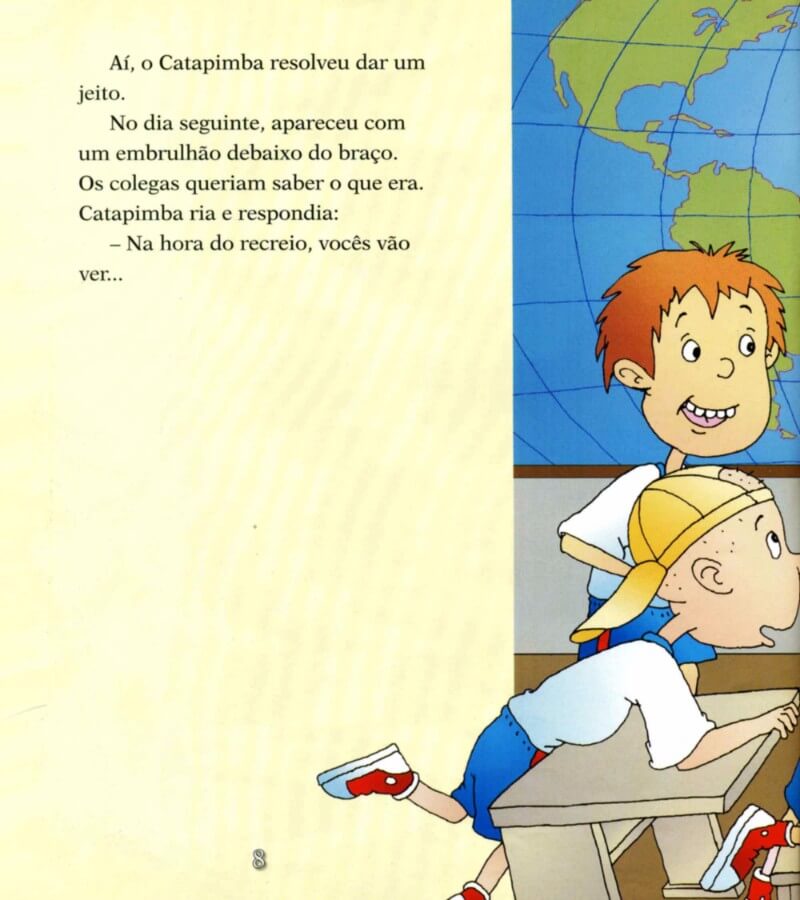 Aí, o Catapimba resolveu dar um
jeito.
No dia seguinte, apareceu com
um embrulhão debaixo do braço.
Os colegas queriam saber o que era.
Catapimba ria e respondia:
– Na hora do recreio, vocês vão
ver...
8